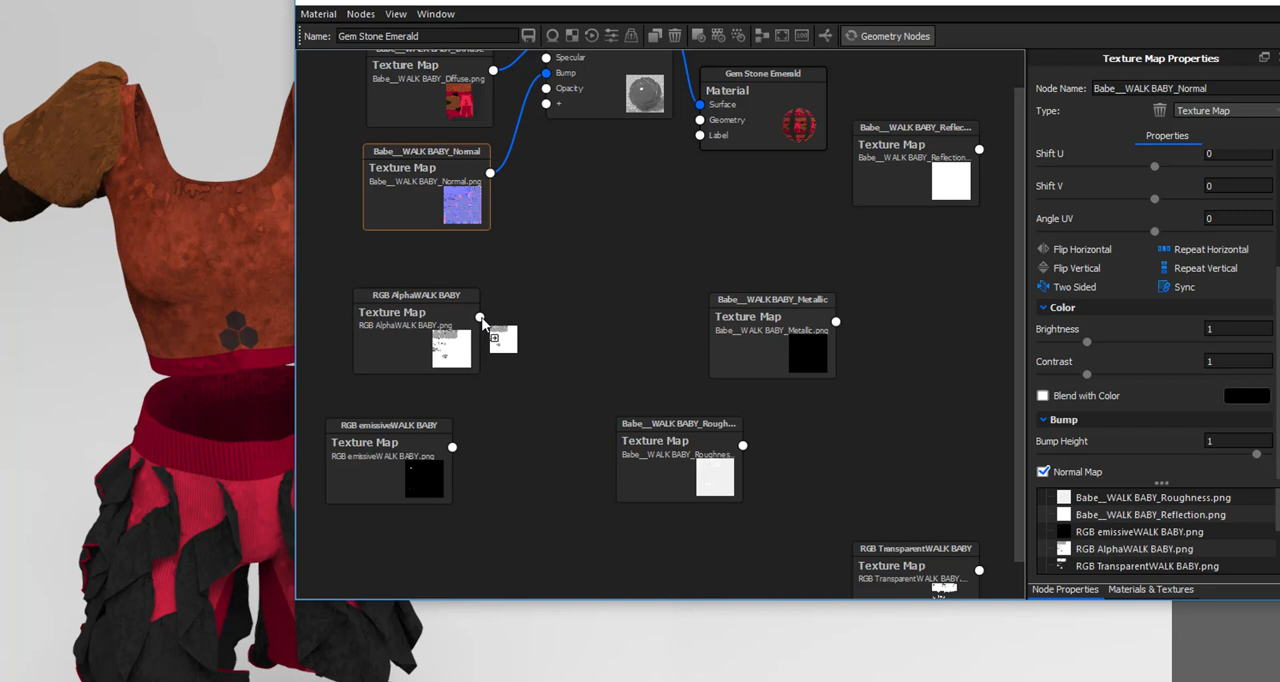 Material Nodes View Window
Name: Gem Stone Emerald
Geometry Nodes
Texture Map
Babe__WALK BABY_Diffuse.png
Specular
Bump
Opacity
+
Gem Stone Emerald
Material
Surface
Geometry
Label
Babe__WALK BABY_Reflec...
Texture Map
Babe__WALK BABY_Reflection...
Babe__WALK BABY_Normal
Texture Map
Babe__WALK BABY_Normal.png
RGB AlphaWALK BABY
Texture Map
RGB AlphaWALK BABY.png
Babe__WALK BABY_Metallic
Texture Map
Babe__WALK BABY_Metallic.png
RGB emissiveWALK BABY
Texture Map
RGB emissiveWALK BABY.png
Babe__WALK BABY_Rough...
Texture Map
Babe__WALK BABY_Roughnes...
RGB TransparentWALK BABY
Texture Map
RGB TransparentWALK BABY....
Texture Map Properties
Node Name: Babe__WALK BABY_Normal
Type: Texture Map
Properties
Shift U 0
Shift V 0
Angle UV 0
Flip Horizontal Repeat Horizontal
Flip Vertical Repeat Vertical
Two Sided Sync
Color
Brightness 1
Contrast 1
Blend with Color
Bump
Bump Height 1
Normal Map
Babe__WALK BABY_Roughness.png
Babe__WALK BABY_Reflection.png
RGB emissiveWALK BABY.png
RGB AlphaWALK BABY.png
RGB TransparentWALK BABY.png
Node Properties Materials & Textures